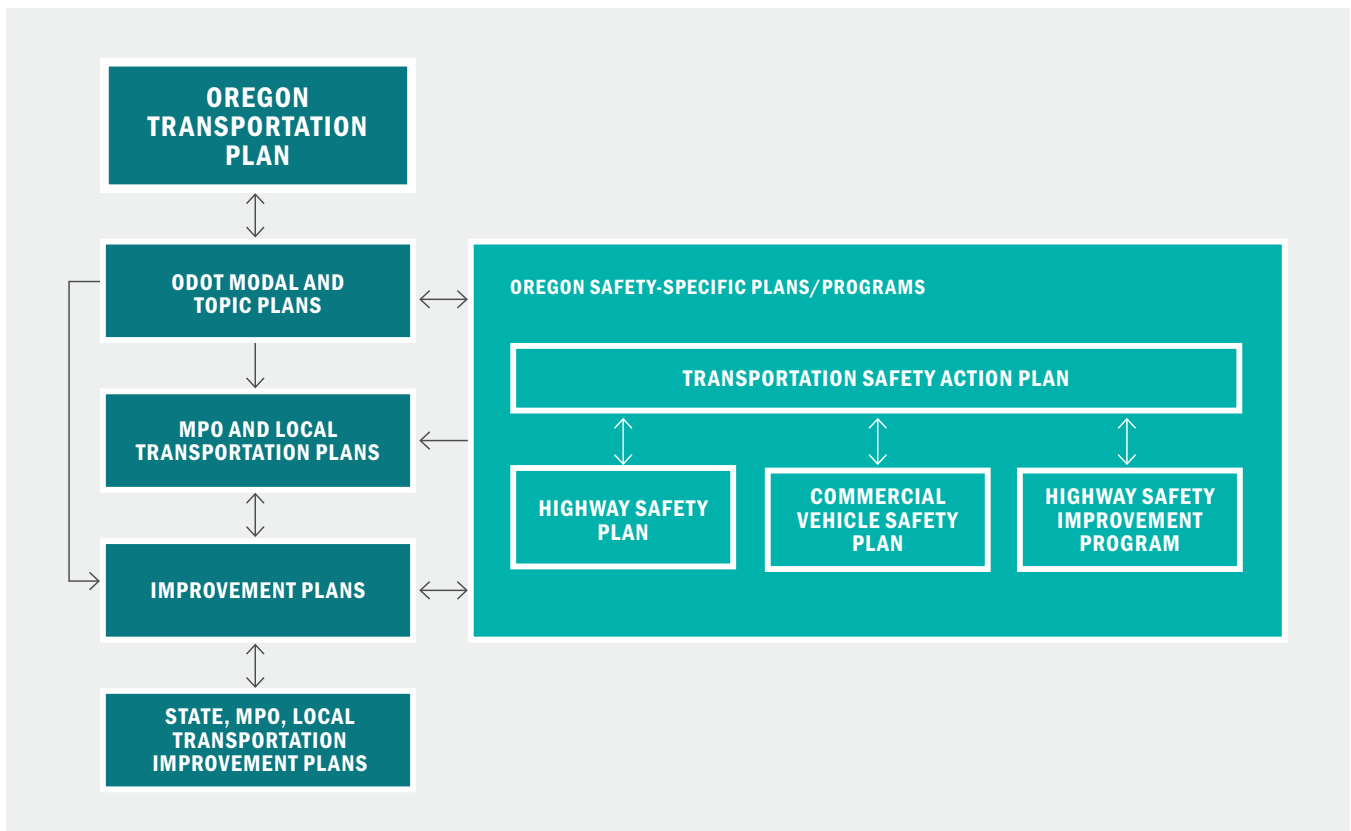 OREGON
TRANSPORTATION
PLAN
ODOT MODAL AND
TOPIC PLANS
MPO AND LOCAL
TRANSPORTATION PLANS
IMPROVEMENT PLANS
STATE, MPO, LOCAL
TRANSPORTATION
IMPROVEMENT PLANS
OREGON SAFETY-SPECIFIC PLANS/PROGRAMS
TRANSPORTATION SAFETY ACTION PLAN
HIGHWAY SAFETY
PLAN
COMMERCIAL
VEHICLE SAFETY
PLAN
HIGHWAY SAFETY
IMPROVEMENT
PROGRAM